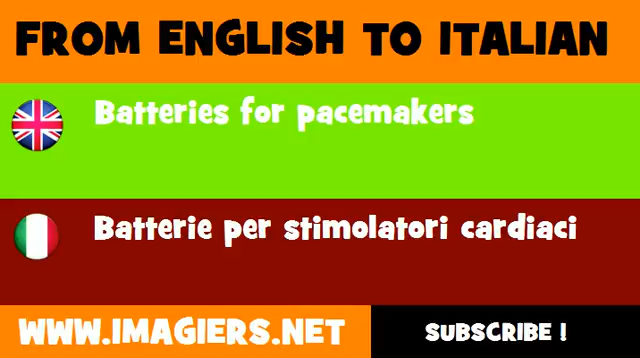 FROM ENGLISH TO ITALIAN
Batteries for pacemakers
Batterie per stimolatori cardiaci
WWW.IMAGIERS.NET
SUBSCRIBE !